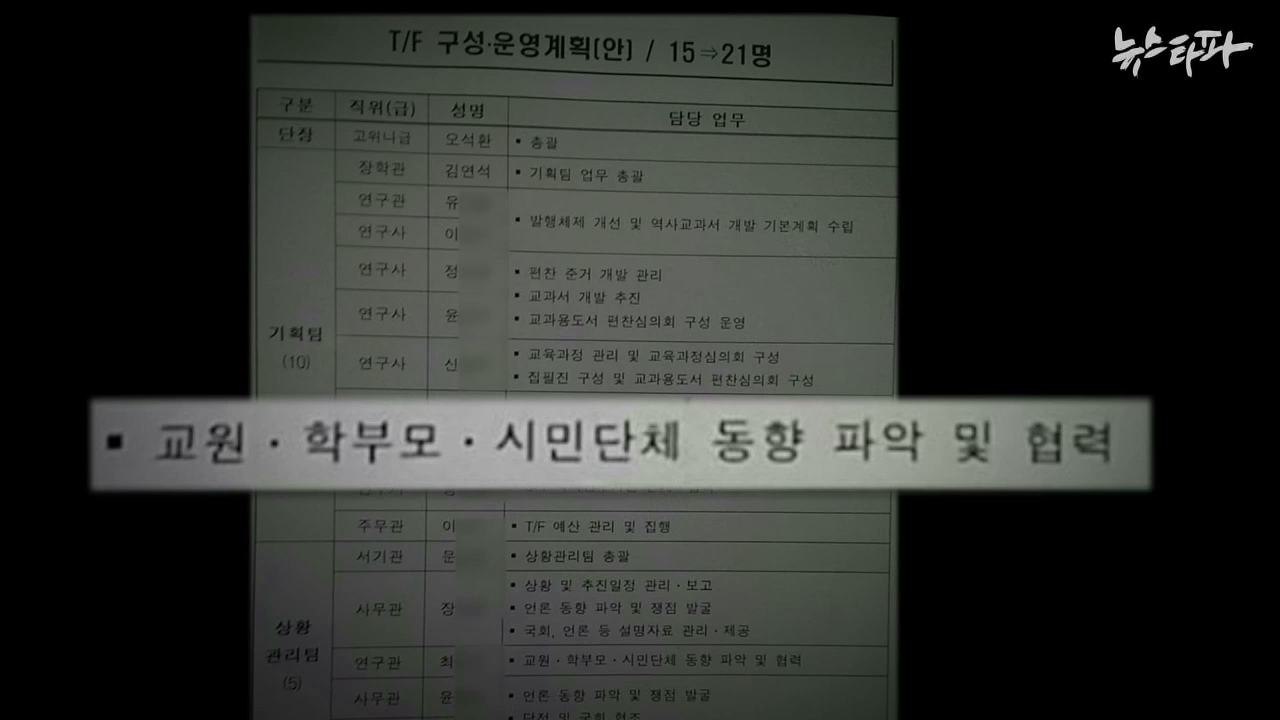 뉴스타파
T/F 구성·운영계획(안) / 15⇒21명
구분 직위(급) 성명 담당 업무
단장 고위나급 오석환 ▪ 총괄
장학관 김연석 ▪ 기획팀 업무 총괄
연구관 유
▪ 발행체제 개선 및 역사교과서 개발 기본계획 수립
연구사 이
연구사 정 ▪ 편찬 준거 개발 관리
▪ 교과서 개발 추진
연구사 윤 ▪ 교과용도서 편찬심의회 구성 운영
기획팀
(10)
연구사 신 ▪ 교육과정 관리 및 교육과정심의회 구성
▪ 집필진 구성 및 교과용도서 편찬심의회 구성
▪ 교원·학부모·시민단체 동향 파악 및 협력
주무관 이 ▪ T/F 예산 관리 및 집행
서기관 문 ▪ 상황관리팀 총괄
▪ 상황 및 추진일정 관리·보고
사무관 장 ▪ 언론 동향 파악 및 쟁점 발굴
▪ 국회, 언론 등 설명자료 관리·제공
상황
관리팀
(5)
연구관 최 ▪ 교원·학부모·시민단체 동향 파악 및 협력
사무관 윤 ▪ 언론 동향 파악 및 쟁점 발굴